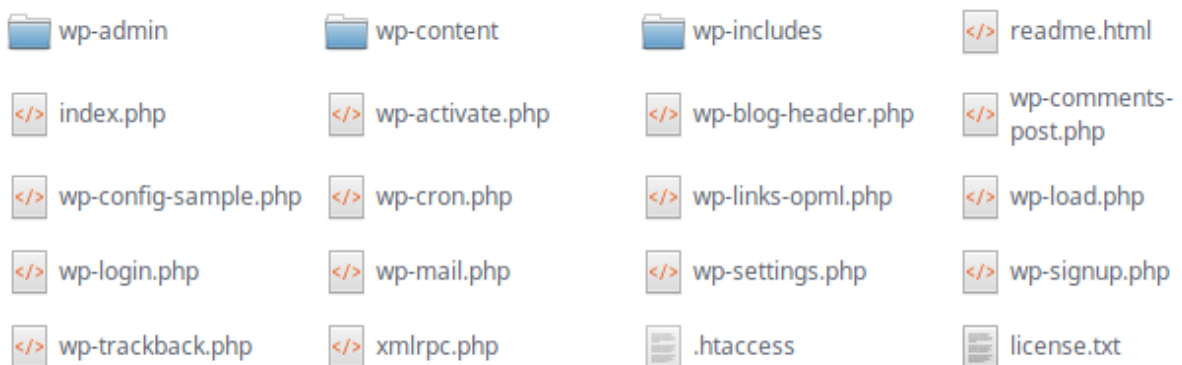 wp-admin
wp-content
wp-includes
readme.html
index.php
wp-activate.php
wp-blog-header.php
wp-comments-
post.php
wp-config-sample.php
wp-cron.php
wp-links-opml.php
wp-load.php
wp-login.php
wp-mail.php
wp-settings.php
wp-signup.php
wp-trackback.php
xmlrpc.php
.htaccess
license.txt